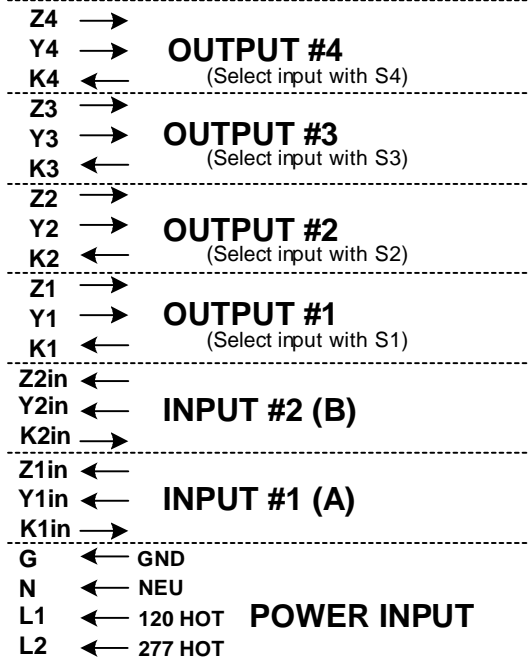 Z4
Y4 OUTPUT #4
K4 (Select input with S4)
Z3
Y3 OUTPUT #3
K3 (Select input with S3)
Z2
Y2 OUTPUT #2
K2 (Select input with S2)
Z1
Y1 OUTPUT #1
K1 (Select input with S1)
Z2in
Y2in INPUT #2 (B)
K2in
Z1in
Y1in INPUT #1 (A)
K1in
G GND
N NEU
L1 120 HOT POWER INPUT
L2 277 HOT